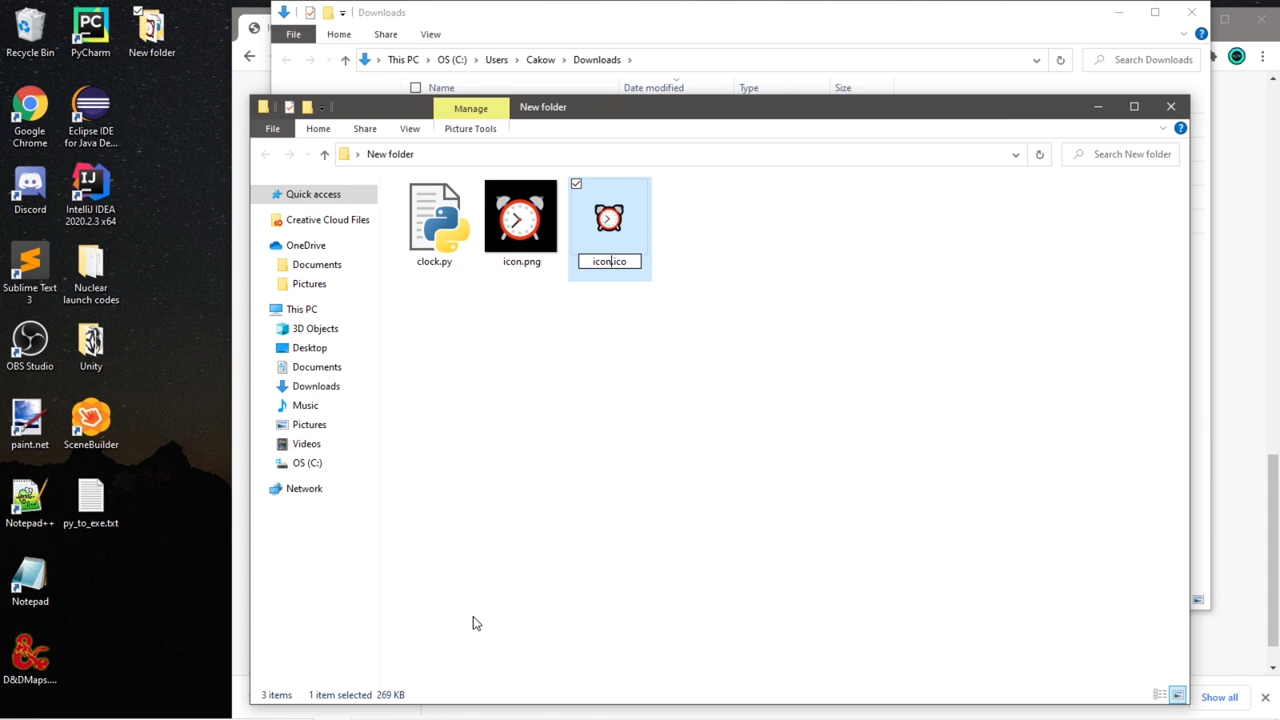 Recycle Bin
PyCharm
New folder
Google
Chrome
Eclipse IDE
for Java De...
Discord
IntelliJ IDEA
2020.2.3 x64
Sublime Text
3
Nuclear
launch codes
OBS Studio
Unity
paint.net
SceneBuilder
Notepad++
py_to_exe.txt
Notepad
D&DMaps....
Downloads
File Home Share View
This PC > OS (C:) > Users > Cakow > Downloads >
Search Downloads
Name Date modified Type Size
Manage New folder
File Home Share View Picture Tools
> New folder
Search New folder
Quick access
Creative Cloud Files
OneDrive
Documents
Pictures
This PC
3D Objects
Desktop
Documents
Downloads
Music
Pictures
Videos
OS (C:)
Network
clock.py icon.png icon.ico
3 items 1 item selected 269 KB
Show all